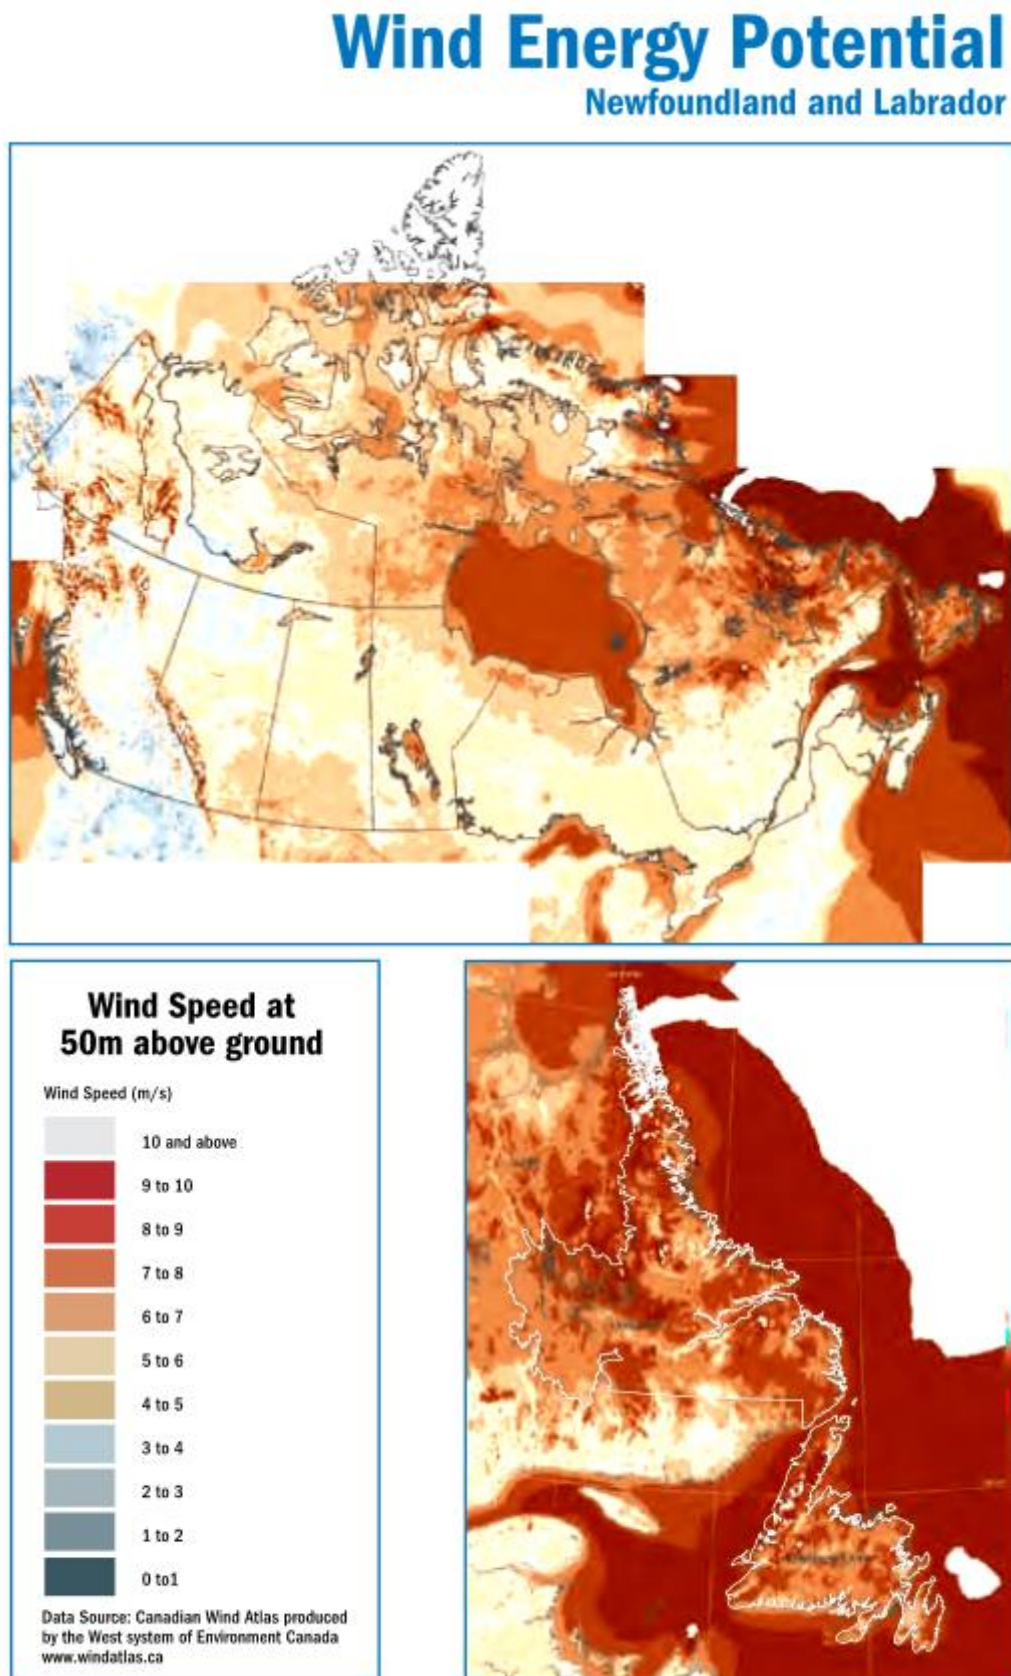 Wind Energy Potential
Newfoundland and Labrador
Wind Speed at
50m above ground
Wind Speed (m/s)
10 and above
9 to 10
8 to 9
7 to 8
6 to 7
5 to 6
4 to 5
3 to 4
2 to 3
1 to 2
0 to1
Data Source: Canadian Wind Atlas produced
by the West system of Environment Canada
www.windatlas.ca